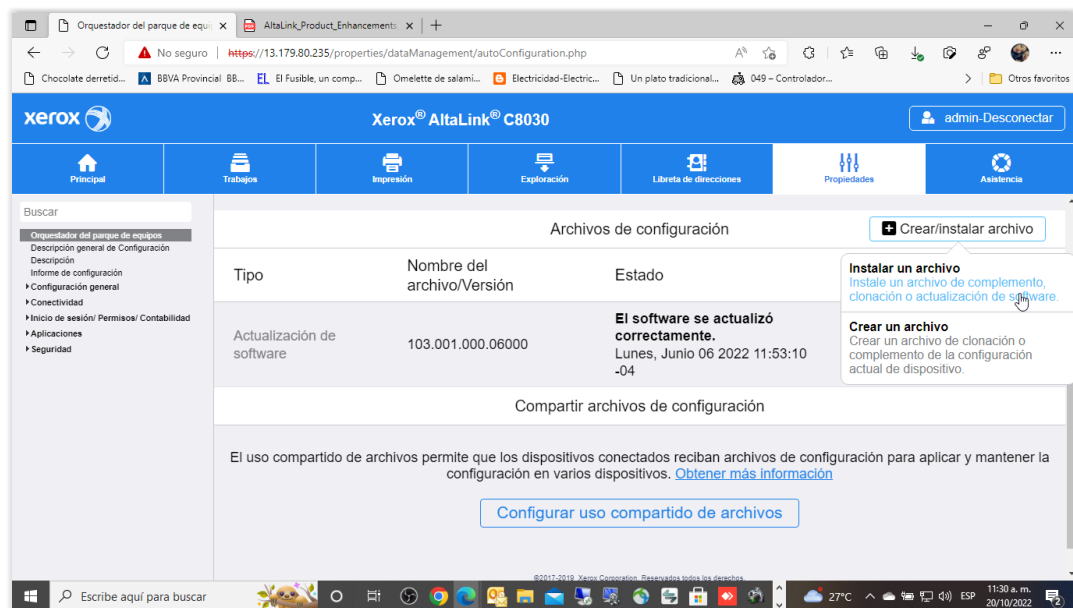 Orquestador del parque de equi
AltaLink_Product_Enhancements
No seguro
https://13.179.80.235/properties/dataManagement/autoConfiguration.php
Chocolate derretid...
BBVA Provincial BB...
El Fusible, un comp...
Omelette de salami...
Electricidad-Electric...
Un plato tradicional...
049 – Controlador...
Otros favoritos
xerox
Xerox® AltaLink® C8030
admin-Desconectar
Principal
Trabajos
Impresión
Exploración
Libreta de direcciones
Propiedades
Asistencia
Buscar
Orquestador del parque de equipos
Descripción general de Configuración
Descripción
Informe de configuración
Configuración general
Conectividad
Inicio de sesión/ Permisos/ Contabilidad
Aplicaciones
Seguridad
Archivos de configuración
Crear/instalar archivo
Tipo
Nombre del
archivo/Versión
Estado
Instalar un archivo
Instale un archivo de complemento,
clonación o actualización de software.
Crear un archivo
Crear un archivo de clonación o
complemento de la configuración
actual de dispositivo.
Actualización de
software
103.001.000.06000
El software se actualizó
correctamente.
Lunes, Junio 06 2022 11:53:10
-04
Compartir archivos de configuración
El uso compartido de archivos permite que los dispositivos conectados reciban archivos de configuración para aplicar y mantener la
configuración en varios dispositivos. Obtener más información
Configurar uso compartido de archivos
©2017-2019 Xerox Corporation. Reservados todos los derechos.
Escribe aquí para buscar
27°C
ESP
11:30 a. m.
20/10/2022